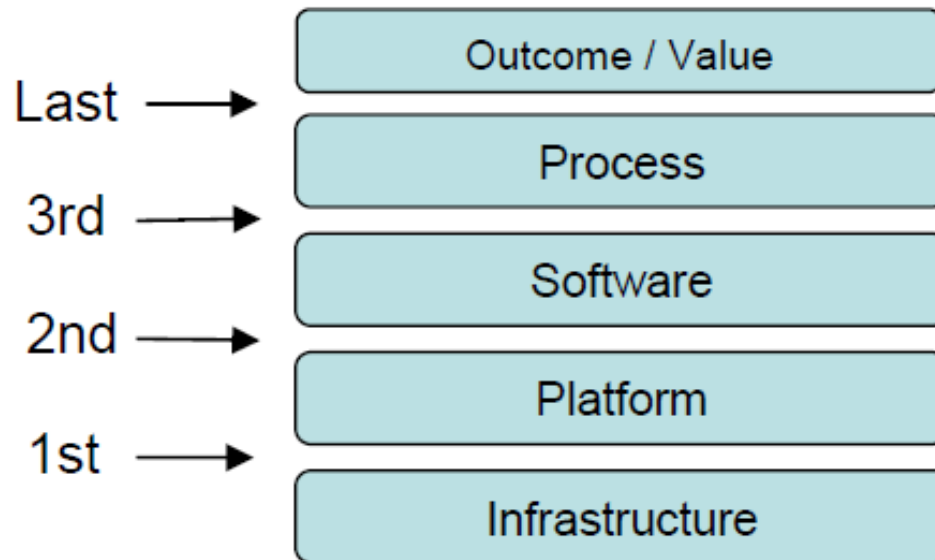 Outcome / Value
Last
Process
3rd
Software
2nd
Platform
1st
Infrastructure